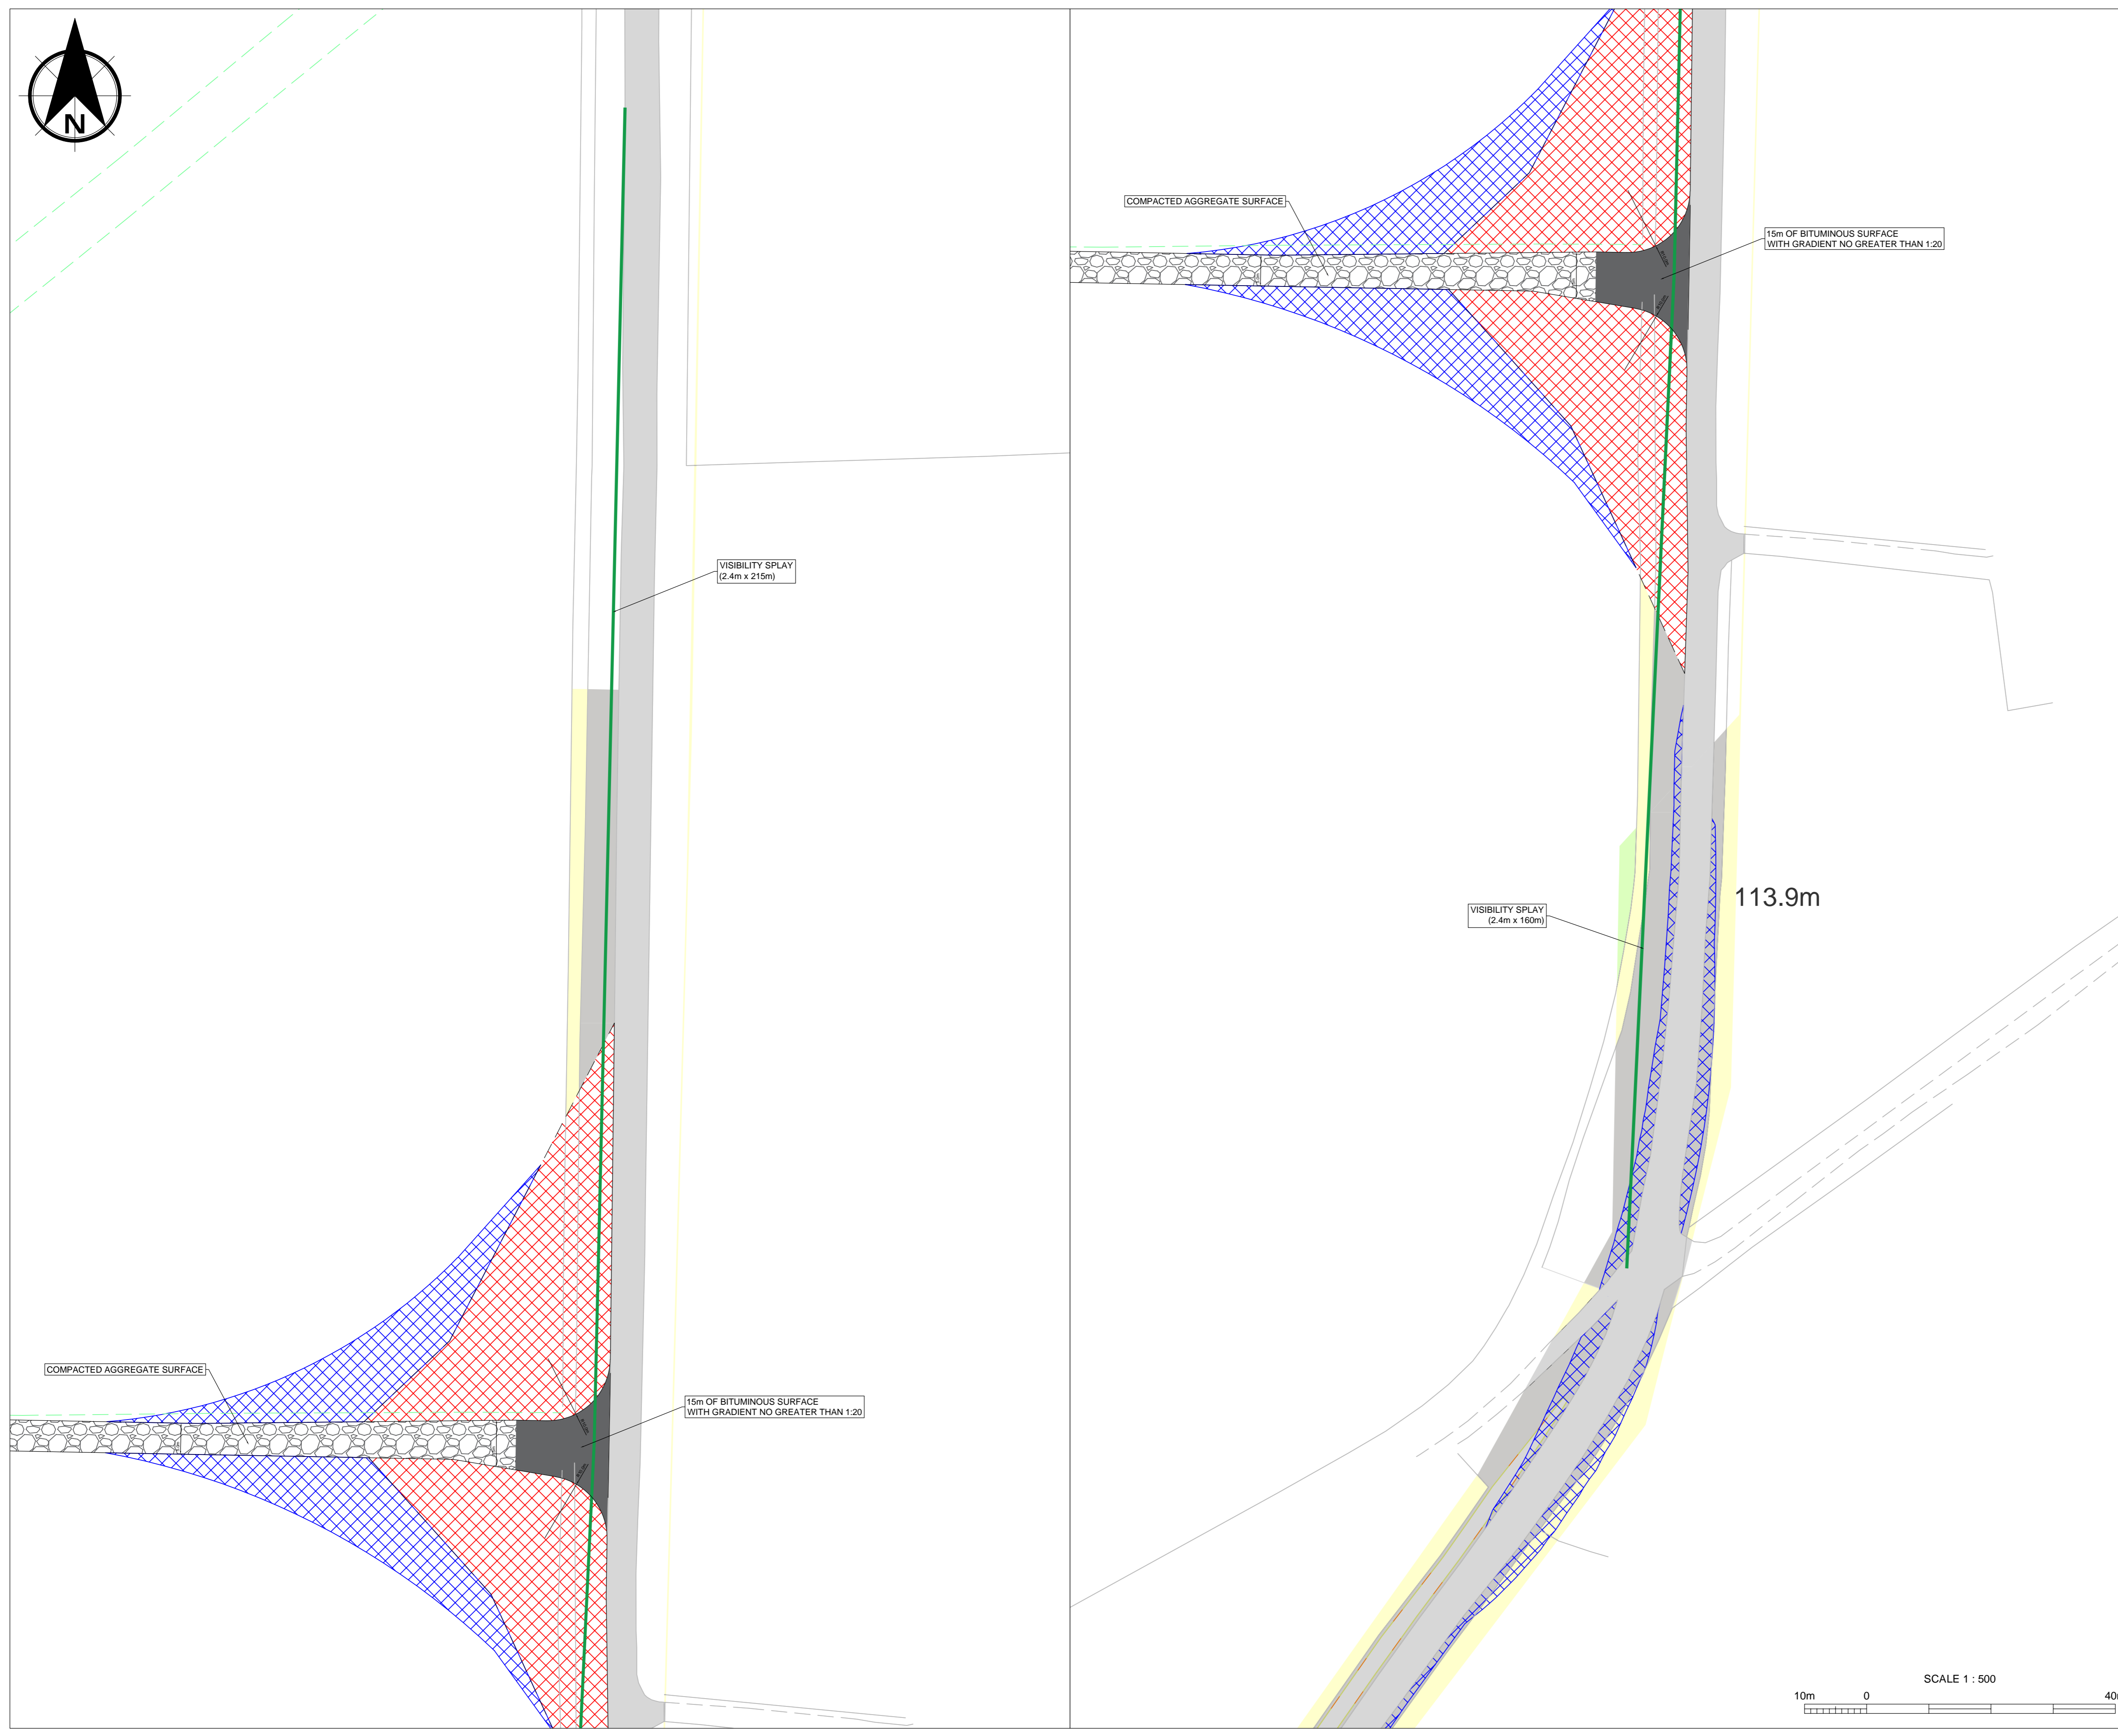 N
VISIBILITY SPLAY
(2.4m x 215m)
COMPACTED AGGREGATE SURFACE
15m OF BITUMINOUS SURFACE
WITH GRADIENT NO GREATER THAN 1:20
COMPACTED AGGREGATE SURFACE
15m OF BITUMINOUS SURFACE
WITH GRADIENT NO GREATER THAN 1:20
VISIBILITY SPLAY
(2.4m x 160m)
113.9m
SCALE 1 : 500
10m 0